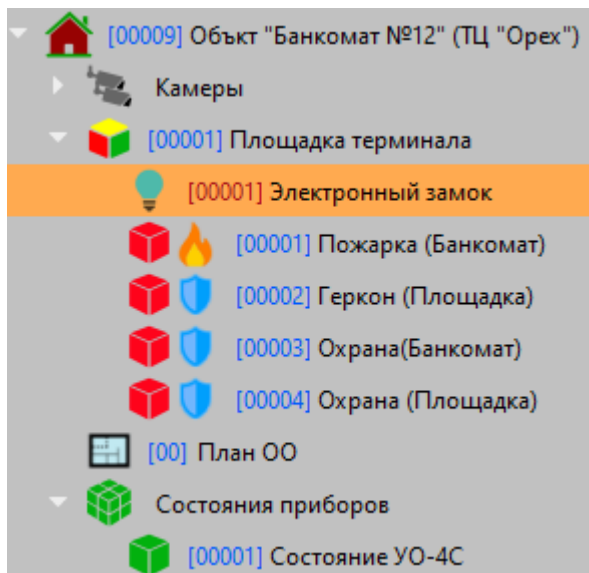 [00009] Объкт "Банкомат №12" (ТЦ "Орех")
Камеры
[00001] Площадка терминала
[00001] Электронный замок
[00001] Пожарка (Банкомат)
[00002] Геркон (Площадка)
[00003] Охрана(Банкомат)
[00004] Охрана (Площадка)
[00] План ОО
Состояния приборов
[00001] Состояние УО-4С